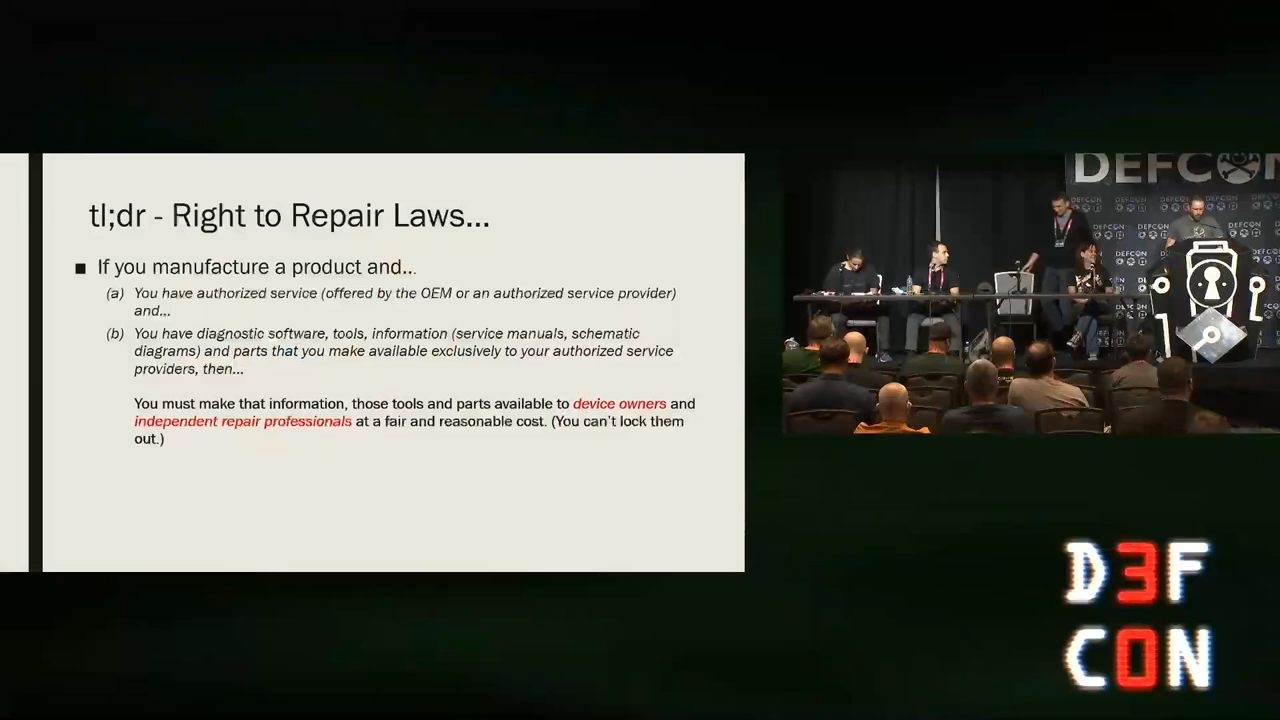 tl;dr - Right to Repair Laws...
■ If you manufacture a product and...
(a) You have authorized service (offered by the OEM or an authorized service provider)
and...
(b) You have diagnostic software, tools, information (service manuals, schematic
diagrams) and parts that you make available exclusively to your authorized service
providers, then...
You must make that information, those tools and parts available to device owners and
independent repair professionals at a fair and reasonable cost. (You can't lock them
out.)
DEFCON
DEFCON
DEFCON
DEFCON
D3F
C0N